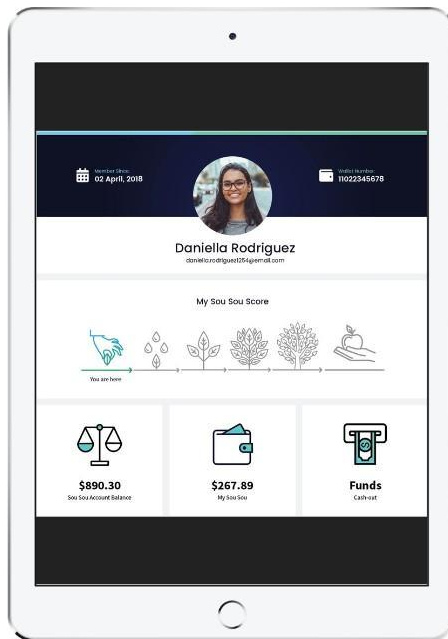 Member Since:
02 April, 2018
Wallet Number
11022345678
Daniella Rodriguez
daniella.rodriguez1254@email.com
My Sou Sou Score
You are here
$890.30
Sou Sou Account Balance
$267.89
My Sou Sou
Funds
Cash-out